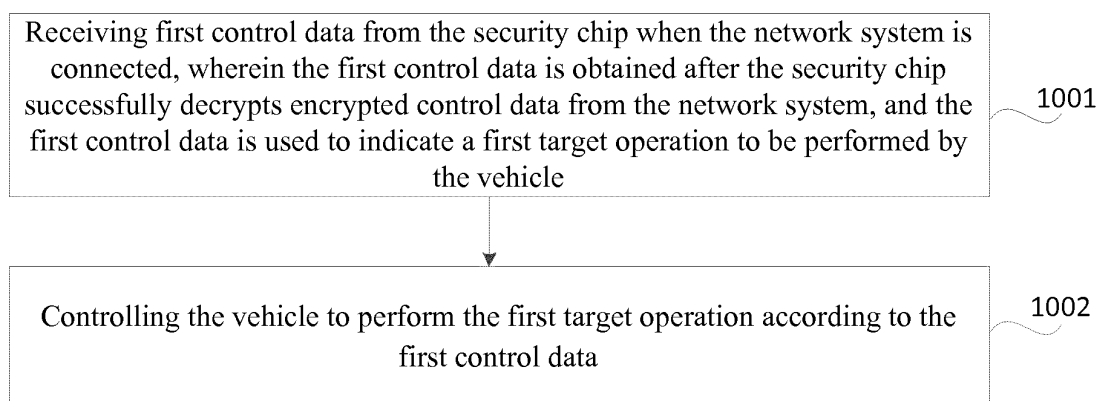 Receiving first control data from the security chip when the network system is
connected, wherein the first control data is obtained after the security chip
successfully decrypts encrypted control data from the network system, and the
first control data is used to indicate a first target operation to be performed by
the vehicle
1001
Controlling the vehicle to perform the first target operation according to the
first control data
1002